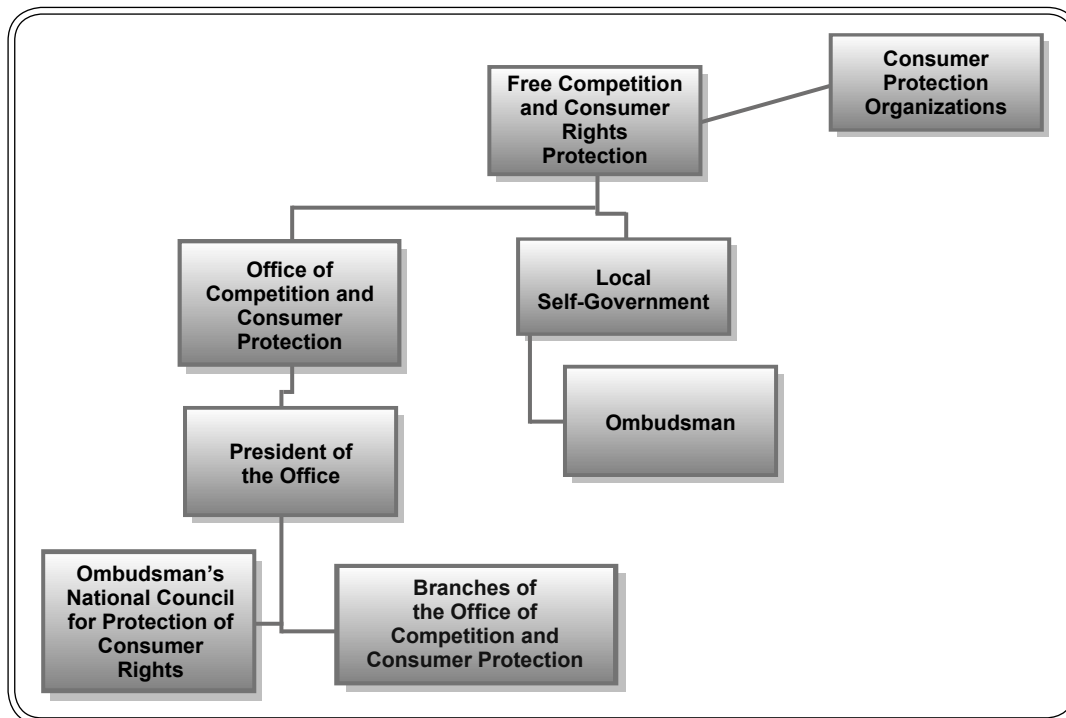 Consumer
Protection
Organizations
Free Competition
and Consumer
Rights
Protection
Office of
Competition and
Consumer
Protection
Local
Self-Government
Ombudsman
President of
the Office
Ombudsman’s
National Council
for Protection of
Consumer
Rights
Branches of
the Office of
Competition and
Consumer Protection